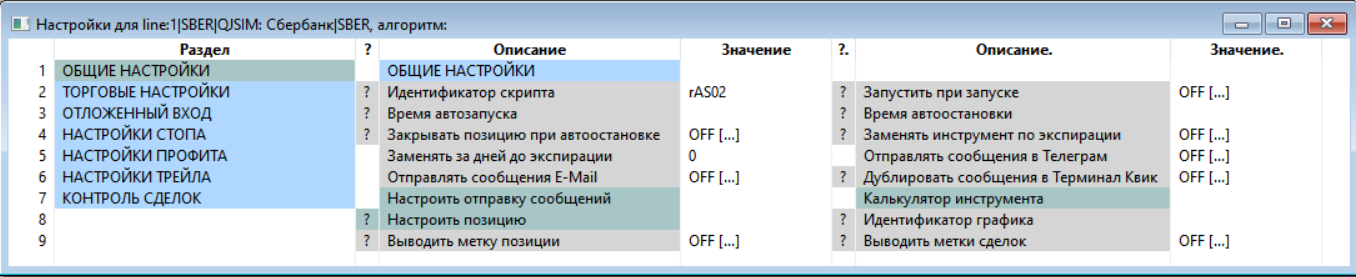 Настройки для line:1|SBER|QJSIM: Сбербанк|SBER, алгоритм:
Раздел ? Описание Значение ?. Описание. Значение.
1 ОБЩИЕ НАСТРОЙКИ ОБЩИЕ НАСТРОЙКИ
2 ТОРГОВЫЕ НАСТРОЙКИ ? Идентификатор скрипта rAS02 ? Запустить при запуске OFF [...]
3 ОТЛОЖЕННЫЙ ВХОД ? Время автозапуска ? Время автоостановки
4 НАСТРОЙКИ СТОПА ? Закрывать позицию при автоостановке OFF [...] ? Заменять инструмент по экспирации OFF [...]
5 НАСТРОЙКИ ПРОФИТА Заменять за дней до экспирации 0 Отправлять сообщения в Телеграм OFF [...]
6 НАСТРОЙКИ ТРЕЙЛА Отправлять сообщения E-Mail OFF [...] ? Дублировать сообщения в Терминал Квик OFF [...]
7 КОНТРОЛЬ СДЕЛОК Настроить отправку сообщений Калькулятор инструмента
8 ? Настроить позицию ? Идентификатор графика
9 ? Выводить метку позиции OFF [...] ? Выводить метки сделок OFF [...]